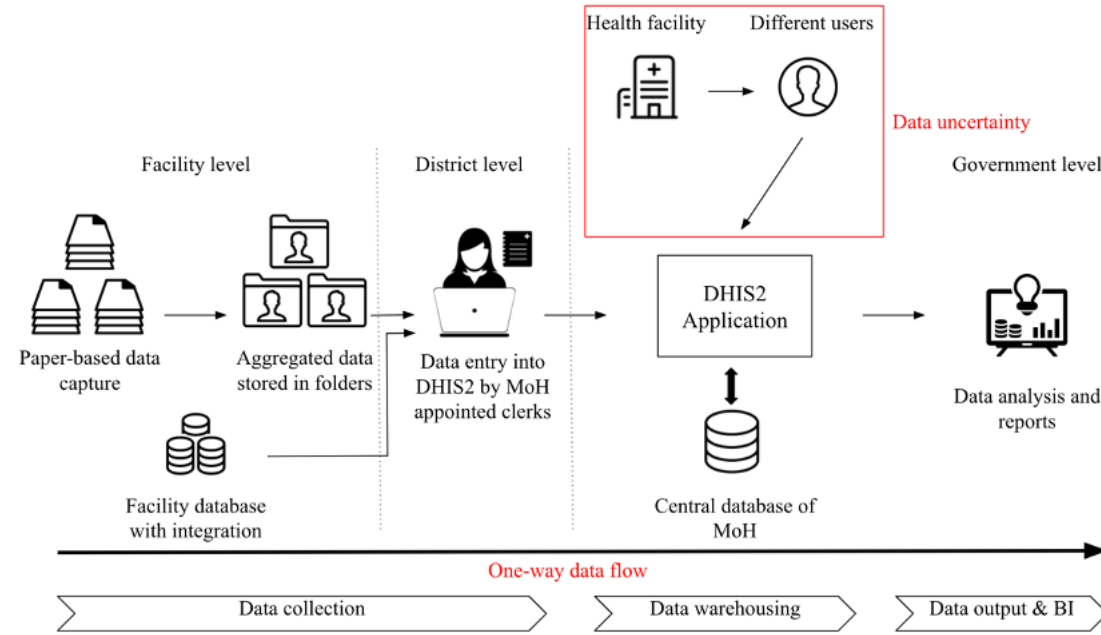 Health facility
Different users
Data uncertainty
Facility level
District level
Government level
DHIS2
Application
Paper-based data
capture
Aggregated data
stored in folders
Data entry into
DHIS2 by MoH
appointed clerks
Data analysis and
reports
Facility database
with integration
Central database of
MoH
One-way data flow
Data collection
Data warehousing
Data output & BI